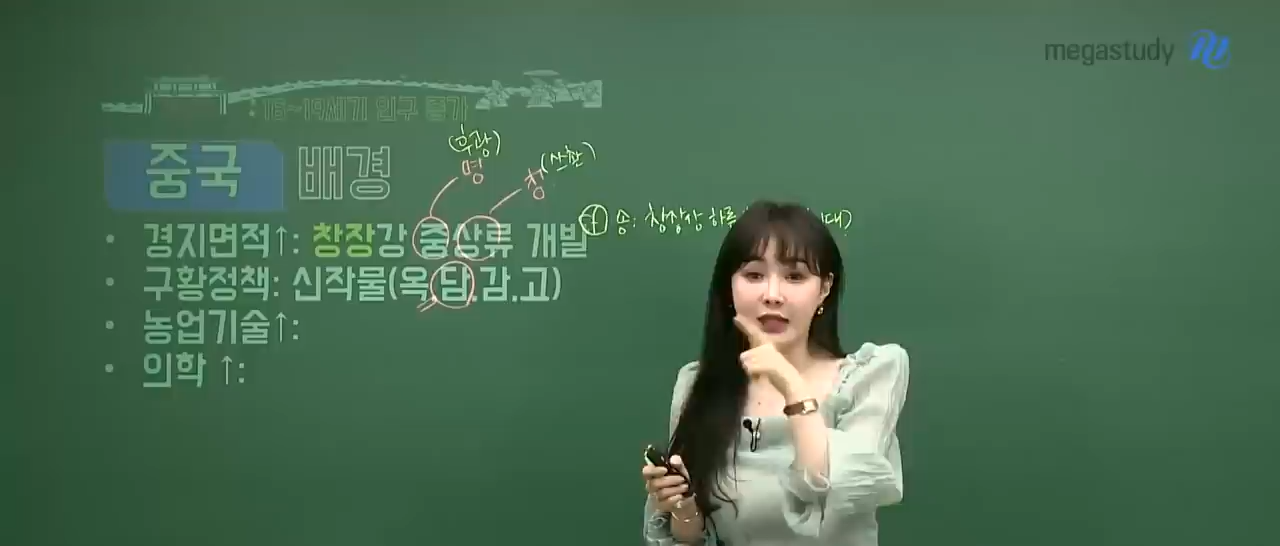 megastudy
: 16~19세기 인구 증가
중국 배경
(후광) 명
청 (사천)
• 경지면적↑: 창장강 중상류 개발
송: 창장강 하류
• 구황정책: 신작물(옥.담.감.고)
• 농업기술↑:
• 의학 ↑: